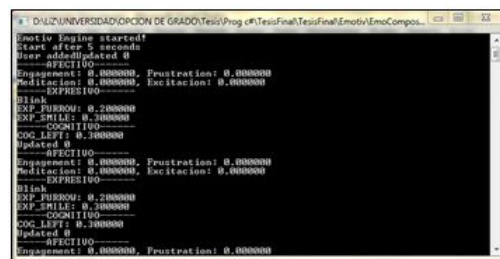 D:\LIZ\UNIVERSIDAD\OPCION DE GRADO\Tesis\Prog c#\TesisFinal\TesisFinal\Emotiv\EmoCompos...
Emotiv Engine started!
Start after 5 seconds
User addedUpdated 0
-----AFECTIVO-----
Engagement: 0.000000, Frustration: 0.000000
Meditacion: 0.000000, Excitacion: 0.000000
-----EXPRESIVO-----
Blink
EXP_FURROW: 0.200000
EXP_SMILE: 0.300000
-----COGNITIVO-----
COG_LEFT: 0.300000
Updated 0
-----AFECTIVO-----
Engagement: 0.000000, Frustration: 0.000000
Meditacion: 0.000000, Excitacion: 0.000000
-----EXPRESIVO-----
Blink
EXP_FURROW: 0.200000
EXP_SMILE: 0.300000
-----COGNITIVO-----
COG_LEFT: 0.300000
Updated 0
-----AFECTIVO-----
Engagement: 0.000000, Frustration: 0.000000